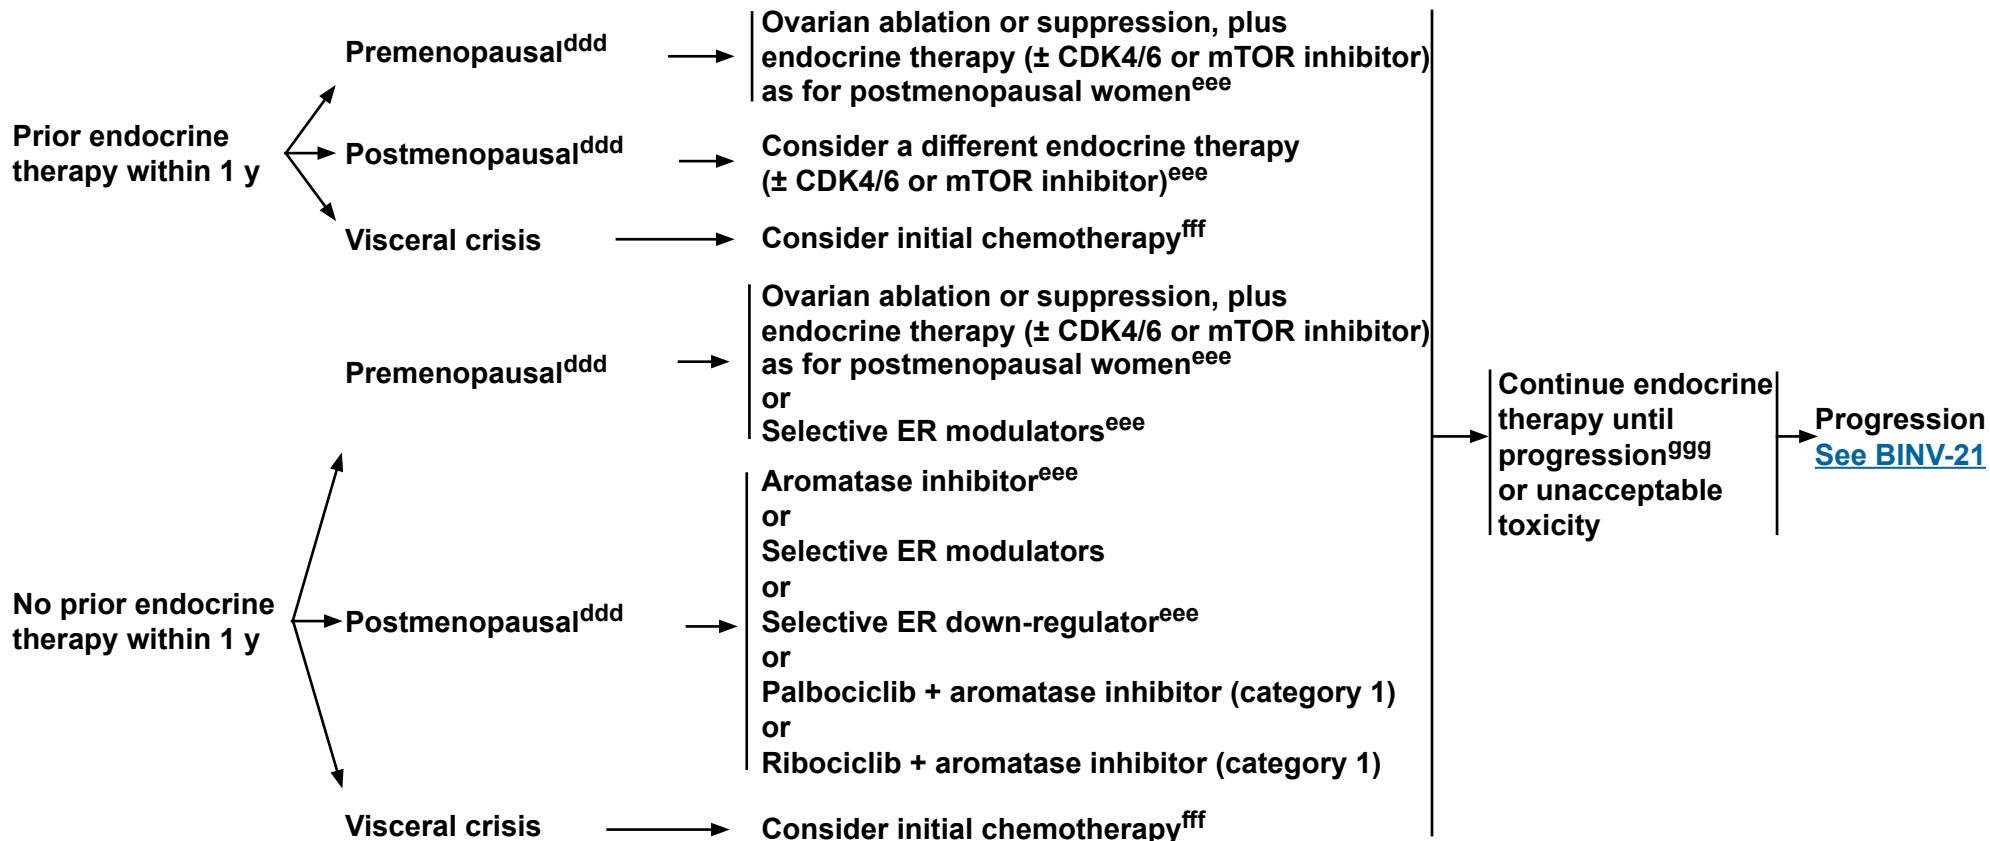 Prior endocrine
therapy within 1 y
Premenopausalddd
Ovarian ablation or suppression, plus
endocrine therapy (± CDK4/6 or mTOR inhibitor)
as for postmenopausal womeneee
Postmenopausalddd
Consider a different endocrine therapy
(± CDK4/6 or mTOR inhibitor)eee
Visceral crisis
Consider initial chemotherapyfff
No prior endocrine
therapy within 1 y
Premenopausalddd
Ovarian ablation or suppression, plus
endocrine therapy (± CDK4/6 or mTOR inhibitor)
as for postmenopausal womeneee
or
Selective ER modulatorseee
Postmenopausalddd
Aromatase inhibitoreee
or
Selective ER modulators
or
Selective ER down-regulatoreee
or
Palbociclib + aromatase inhibitor (category 1)
or
Ribociclib + aromatase inhibitor (category 1)
Visceral crisis
Consider initial chemotherapyfff
Continue endocrine
therapy until
progressionggg
or unacceptable
toxicity
Progression
See BINV-21